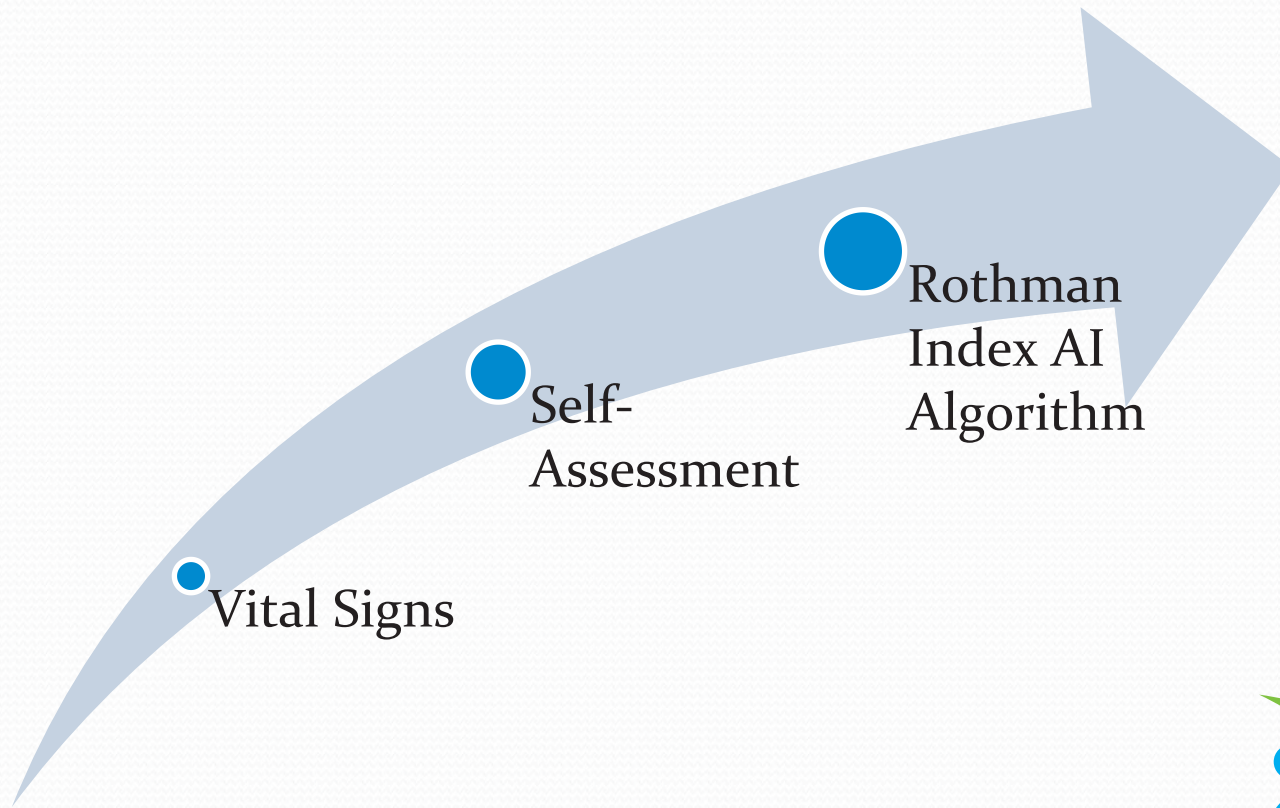 Rothman
Index AI
Algorithm
Self-
Assessment
Vital Signs